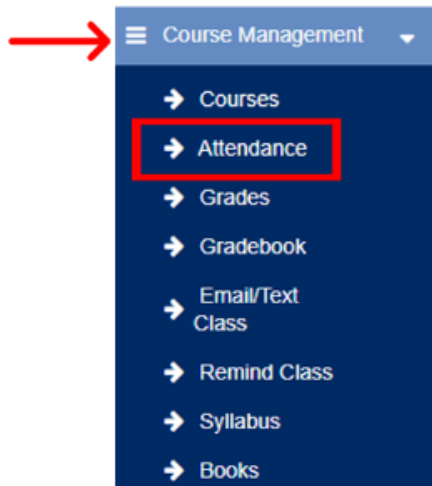 Course Management
Courses
Attendance
Grades
Gradebook
Email/Text
Class
Remind Class
Syllabus
Books